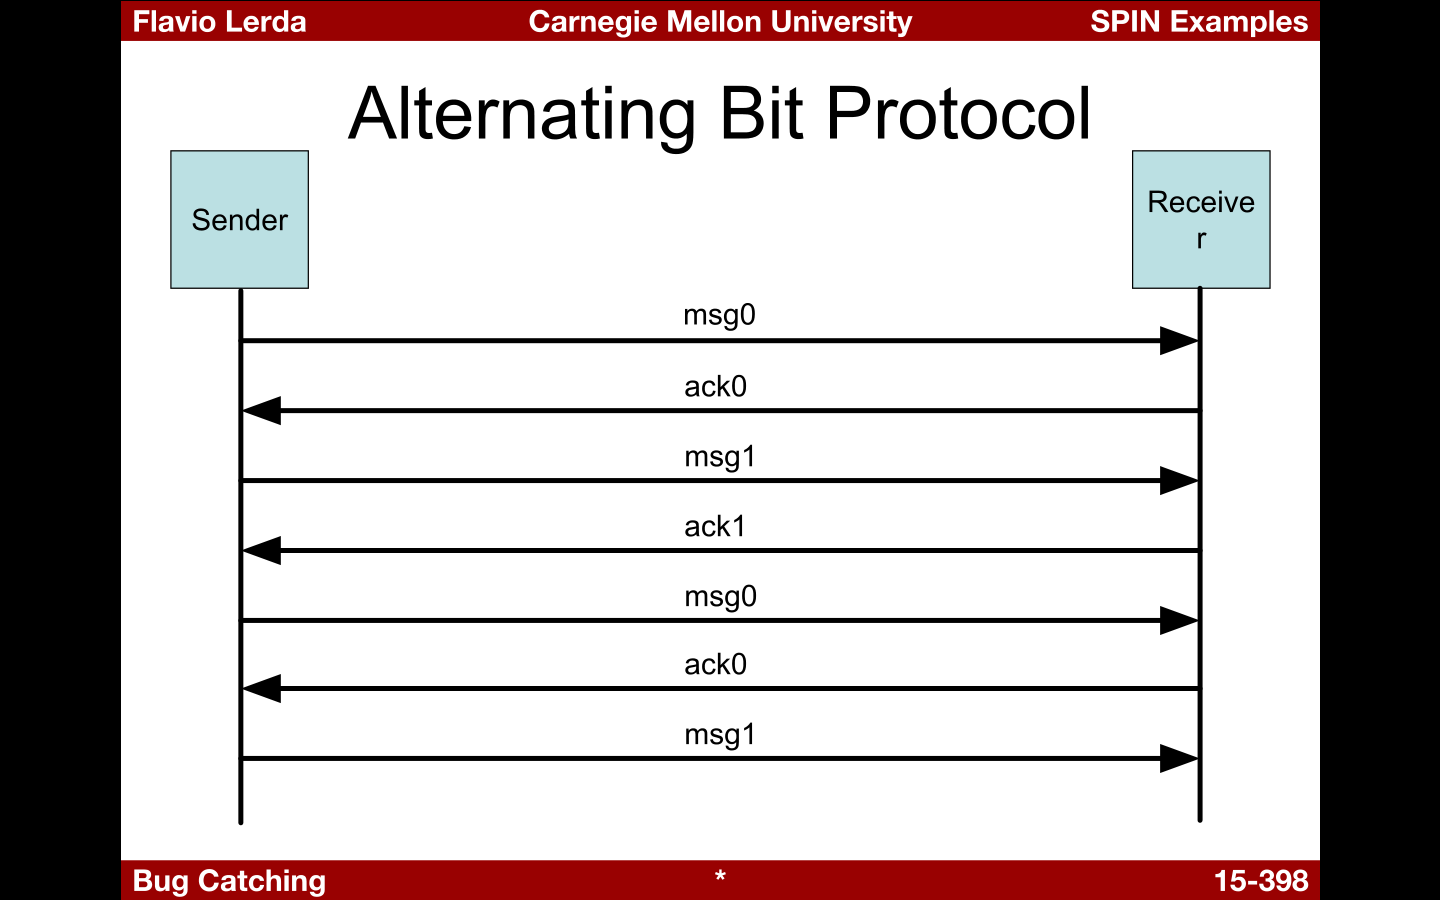 Flavio Lerda
Carnegie Mellon University
SPIN Examples
Alternating Bit Protocol
Sender
Receive
r
msg0
ack0
msg1
ack1
msg0
ack0
msg1
Bug Catching
*
15-398